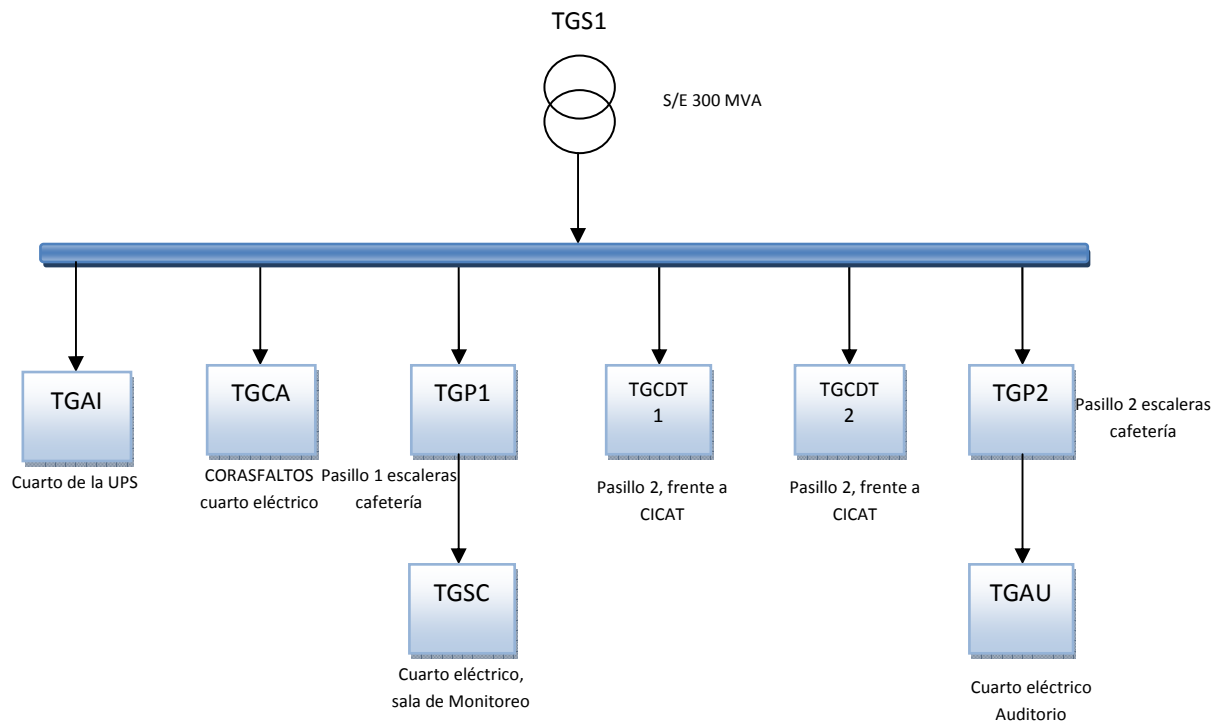 TGS1
S/E 300 MVA
TGAI
Cuarto de la UPS
TGCA
CORASFALTOS
cuarto eléctrico
TGP1
Pasillo 1 escaleras
cafetería
TGCDT
1
Pasillo 2, frente a
CICAT
TGCDT
2
Pasillo 2, frente a
CICAT
TGP2
Pasillo 2 escaleras
cafetería
TGSC
Cuarto eléctrico,
sala de Monitoreo
TGAU
Cuarto eléctrico
Auditorio